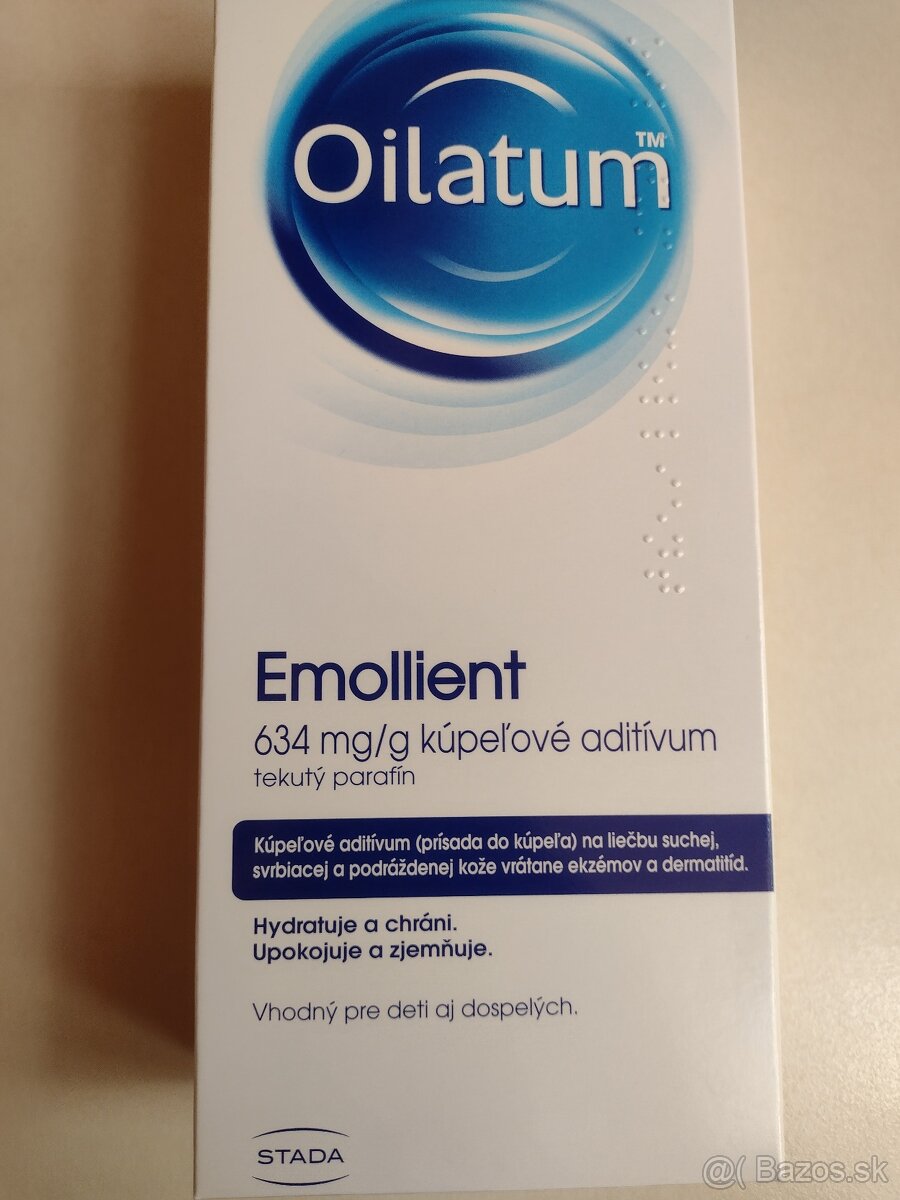 Oilatum™
Emollient
634 mg/g kúpeľové aditívum
tekutý parafín
Kúpeľové aditívum (prísada do kúpeľa) na liečbu suchej,
svrbiacej a podráždenej kože vrátane ekzémov a dermatitíd.
Hydratuje a chráni.
Upokojuje a zjemňuje.
Vhodný pre deti aj dospelých.
STADA
@( Bazos.sk